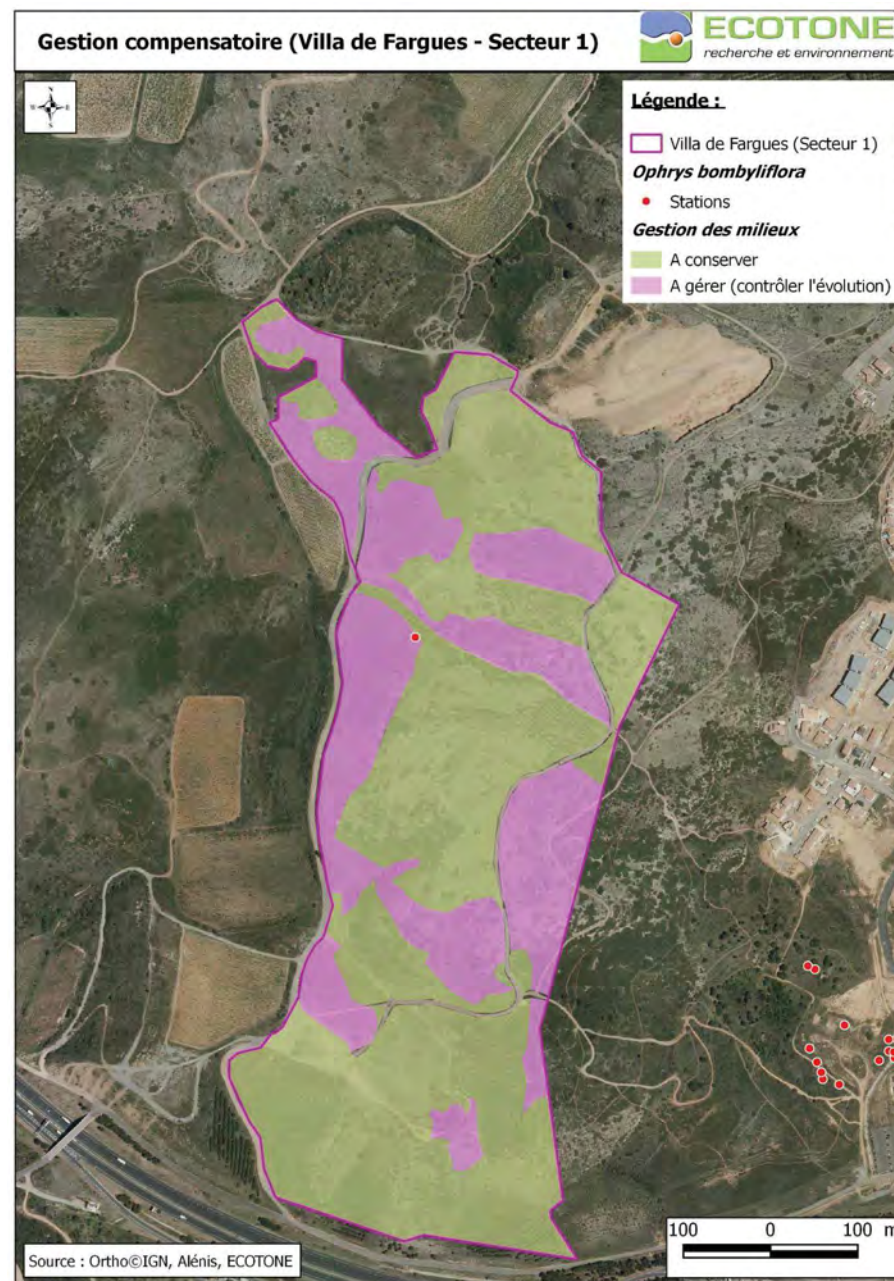 Gestion compensatoire (Villa de Fargues - Secteur 1)
ECOTONE
recherche et environnement
N
Légende :
Villa de Fargues (Secteur 1)
Ophrys bombyliflora
Stations
Gestion des milieux
A conserver
A gérer (contrôler l'évolution)
100 0 100 m
Source : Ortho©IGN, Alénis, ECOTONE